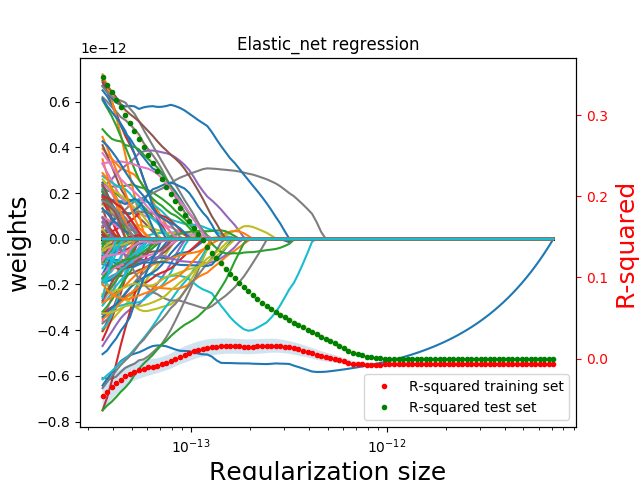 Elastic_net regression
1e−12
0.6
0.4
0.2
0.0
−0.2
−0.4
−0.6
−0.8
weights
0.3
0.2
0.1
0.0
R-squared
R-squared training set
R-squared test set
10⁻¹³
10⁻¹²
Regularization size